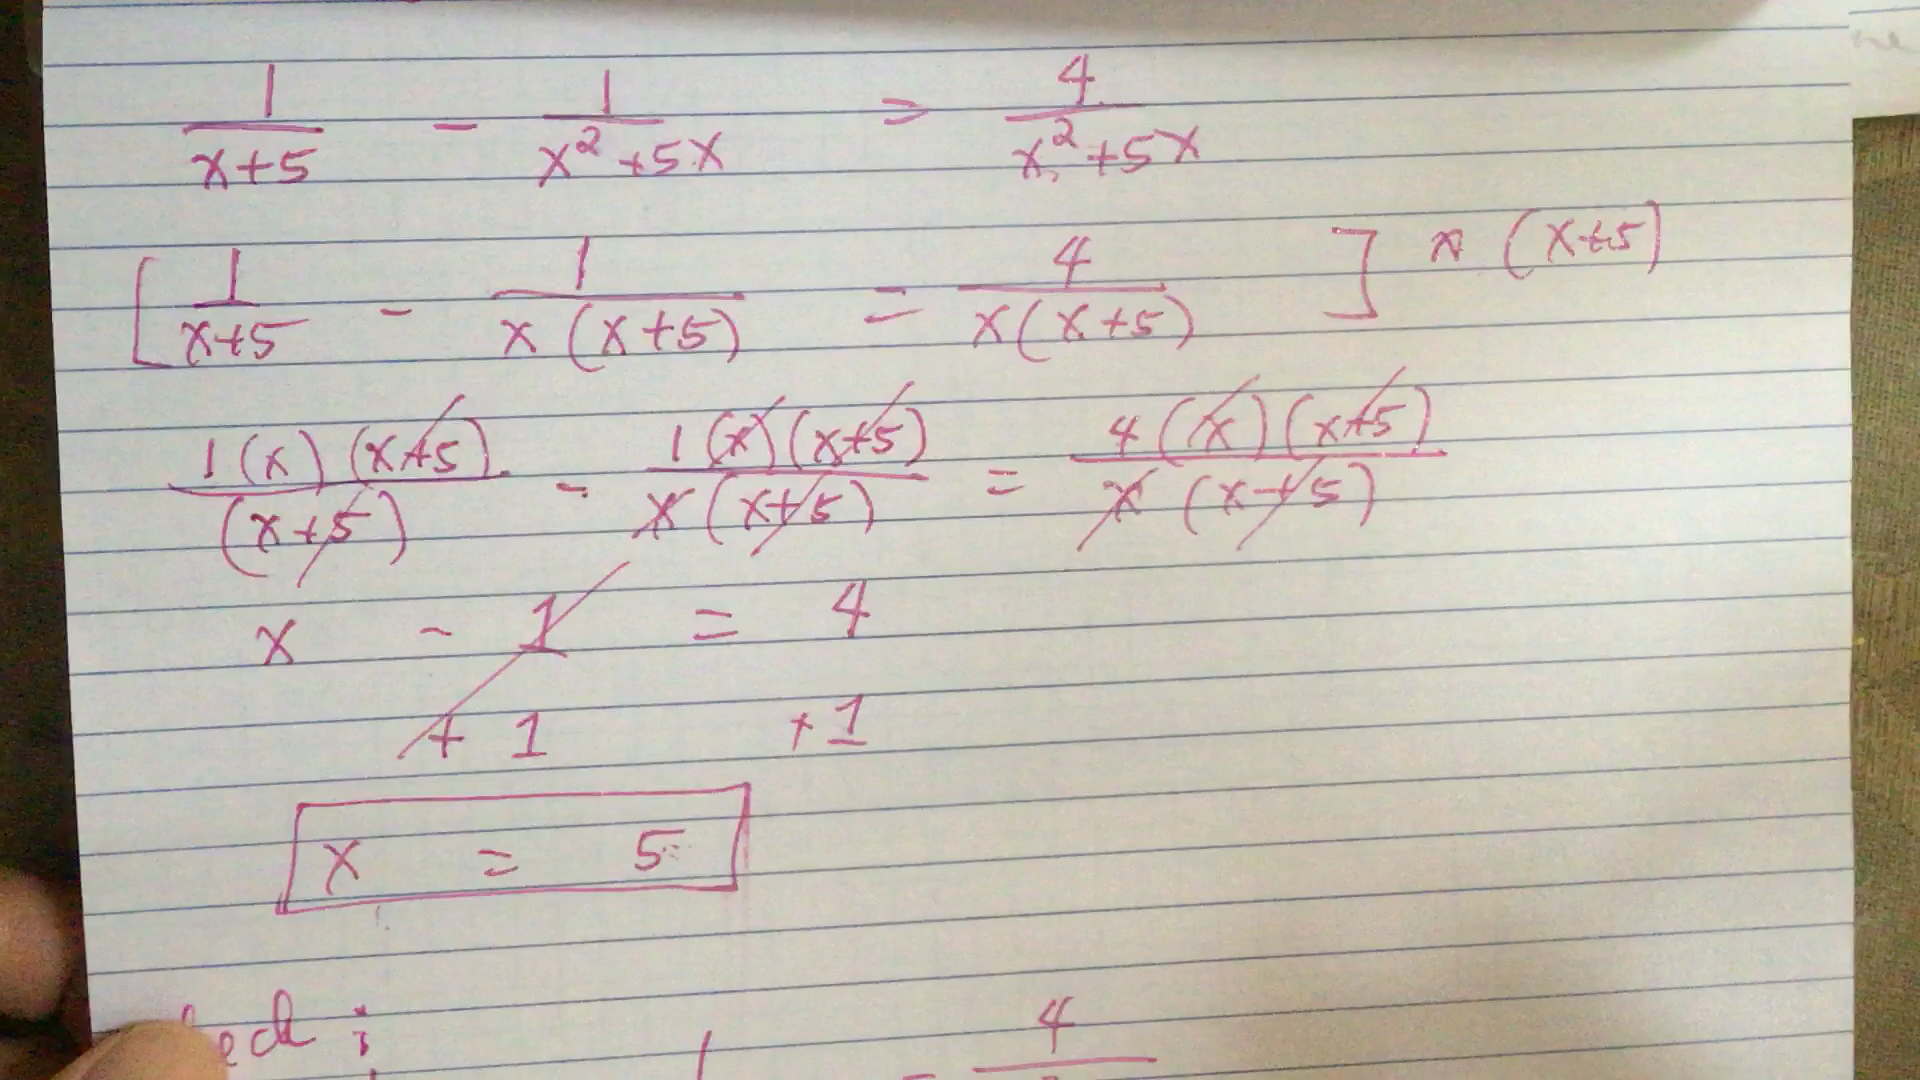 1/(x+5) - 1/(x²+5x) = 4/(x²+5x)
[1/(x+5) - 1/(x(x+5)) = 4/(x(x+5))] x (x+5)
1(x)(x+5)/(x+5) - 1(x)(x+5)/(x(x+5)) = 4(x)(x+5)/(x(x+5))
x - 1 = 4
+ 1 +1
x = 5